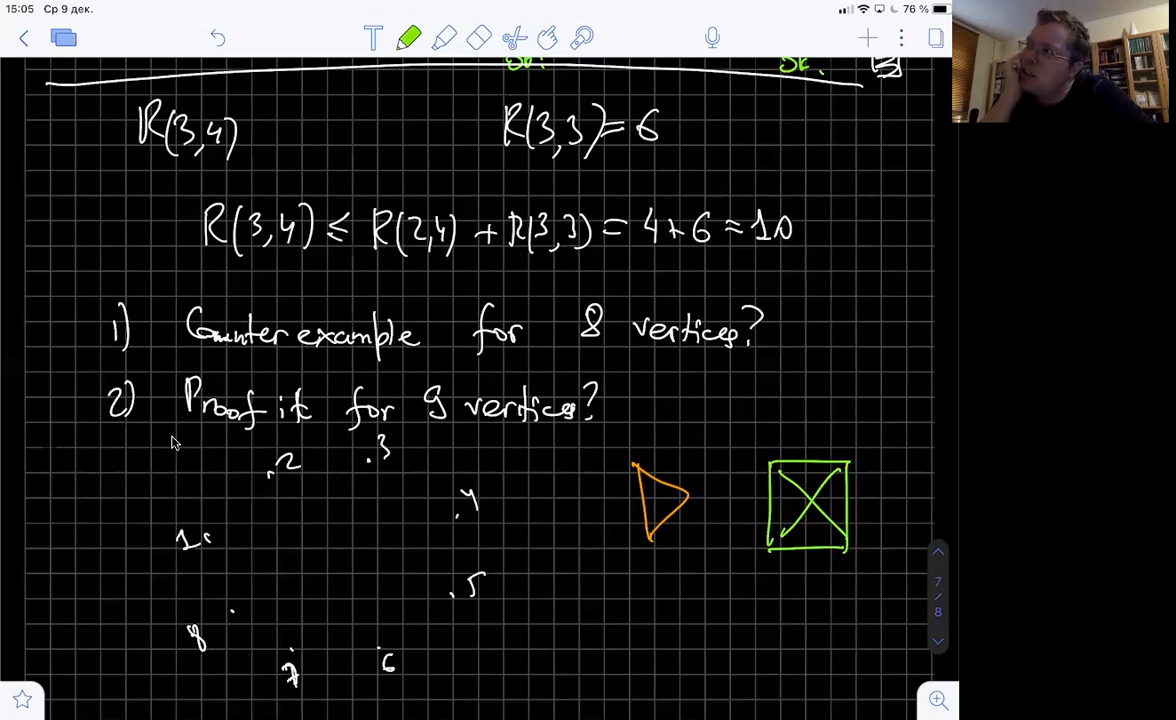 15:05 Ср 9 дек. 76 %
R(3,4) R(3,3) = 6
R(3,4) ≤ R(2,4) + R(3,3) = 4+6 = 10
1) Counterexample for 8 vertices?
2) Proof it for 9 vertices?
2 3
4
1
5
8
7 6
7
/
8